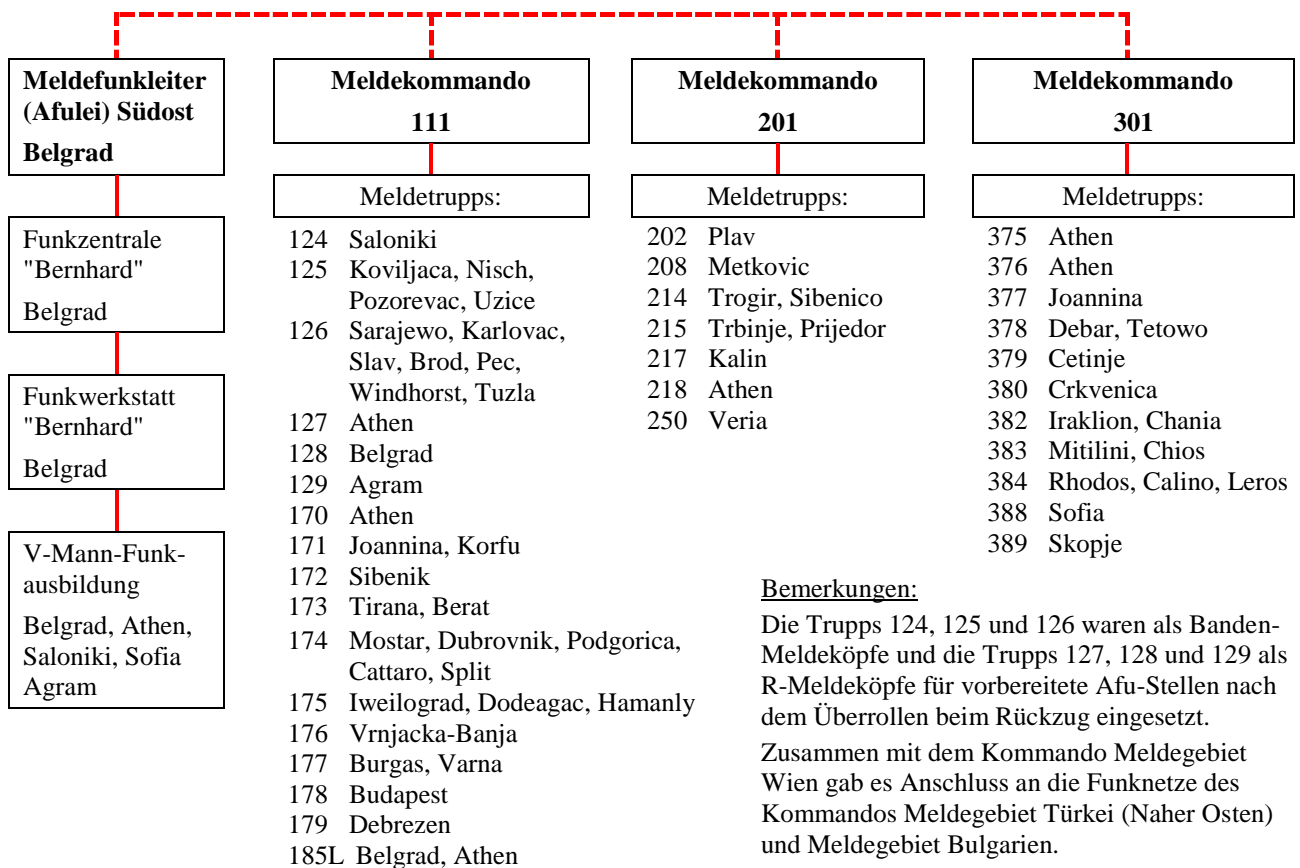 Meldefunkleiter
(Afulei) Südost
Belgrad
Funkzentrale
"Bernhard"
Belgrad
Funkwerkstatt
"Bernhard"
Belgrad
V-Mann-Funk-
ausbildung
Belgrad, Athen,
Saloniki, Sofia
Agram
Meldekommando
111
Meldetrupps:
124 Saloniki
125 Koviljaca, Nisch,
Pozorevac, Uzice
126 Sarajewo, Karlovac,
Slav, Brod, Pec,
Windhorst, Tuzla
127 Athen
128 Belgrad
129 Agram
170 Athen
171 Joannina, Korfu
172 Sibenik
173 Tirana, Berat
174 Mostar, Dubrovnik, Podgorica,
Cattaro, Split
175 Iweilograd, Dodeagac, Hamanly
176 Vrnjacka-Banja
177 Burgas, Varna
178 Budapest
179 Debrezen
185L Belgrad, Athen
Meldekommando
201
Meldetrupps:
202 Plav
208 Metkovic
214 Trogir, Sibenico
215 Trbinje, Prijedor
217 Kalin
218 Athen
250 Veria
Meldekommando
301
Meldetrupps:
375 Athen
376 Athen
377 Joannina
378 Debar, Tetowo
379 Cetinje
380 Crkvenica
382 Iraklion, Chania
383 Mitilini, Chios
384 Rhodos, Calino, Leros
388 Sofia
389 Skopje
Bemerkungen:
Die Trupps 124, 125 und 126 waren als Banden-
Meldeköpfe und die Trupps 127, 128 und 129 als
R-Meldeköpfe für vorbereitete Afu-Stellen nach
dem Überrollen beim Rückzug eingesetzt.
Zusammen mit dem Kommando Meldegebiet
Wien gab es Anschluss an die Funknetze des
Kommandos Meldegebiet Türkei (Naher Osten)
und Meldegebiet Bulgarien.